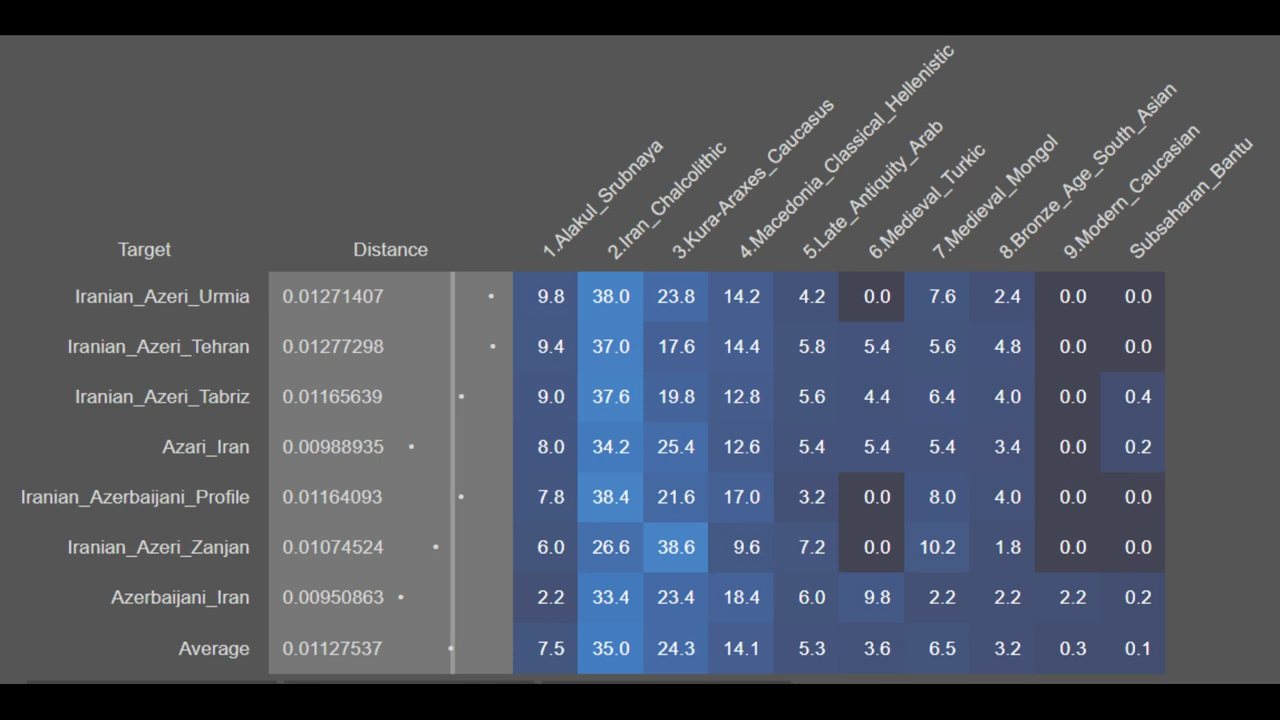 Target Distance 1.Alakul_Srubnaya 2.Iran_Chalcolithic 3.Kura-Araxes_Caucasus 4.Macedonia_Classical_Hellenistic 5.Late_Antiquity_Arab 6.Medieval_Turkic 7.Medieval_Mongol 8.Bronze_Age_South_Asian 9.Modern_Caucasian Subsaharan_Bantu
Iranian_Azeri_Urmia 0.01271407 9.8 38.0 23.8 14.2 4.2 0.0 7.6 2.4 0.0 0.0
Iranian_Azeri_Tehran 0.01277298 9.4 37.0 17.6 14.4 5.8 5.4 5.6 4.8 0.0 0.0
Iranian_Azeri_Tabriz 0.01165639 9.0 37.6 19.8 12.8 5.6 4.4 6.4 4.0 0.0 0.4
Azari_Iran 0.00988935 8.0 34.2 25.4 12.6 5.4 5.4 5.4 3.4 0.0 0.2
Iranian_Azerbaijani_Profile 0.01164093 7.8 38.4 21.6 17.0 3.2 0.0 8.0 4.0 0.0 0.0
Iranian_Azeri_Zanjan 0.01074524 6.0 26.6 38.6 9.6 7.2 0.0 10.2 1.8 0.0 0.0
Azerbaijani_Iran 0.00950863 2.2 33.4 23.4 18.4 6.0 9.8 2.2 2.2 2.2 0.2
Average 0.01127537 7.5 35.0 24.3 14.1 5.3 3.6 6.5 3.2 0.3 0.1